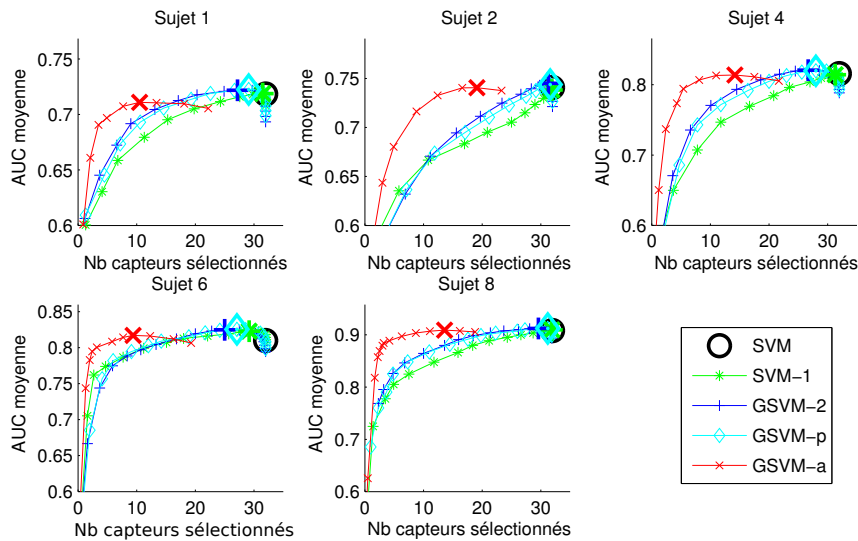 Sujet 1
Sujet 2
Sujet 4
AUC moyenne
0.75
0.7
0.65
0.6
0 10 20 30
Nb capteurs sélectionnés
AUC moyenne
0.75
0.7
0.65
0.6
0 10 20 30
Nb capteurs sélectionnés
AUC moyenne
0.8
0.7
0.6
0 10 20 30
Nb capteurs sélectionnés
Sujet 6
Sujet 8
AUC moyenne
0.85
0.8
0.75
0.7
0.65
0.6
0 10 20 30
Nb capteurs sélectionnés
AUC moyenne
0.9
0.8
0.7
0.6
0 10 20 30
Nb capteurs sélectionnés
SVM
SVM−1
GSVM−2
GSVM−p
GSVM−a